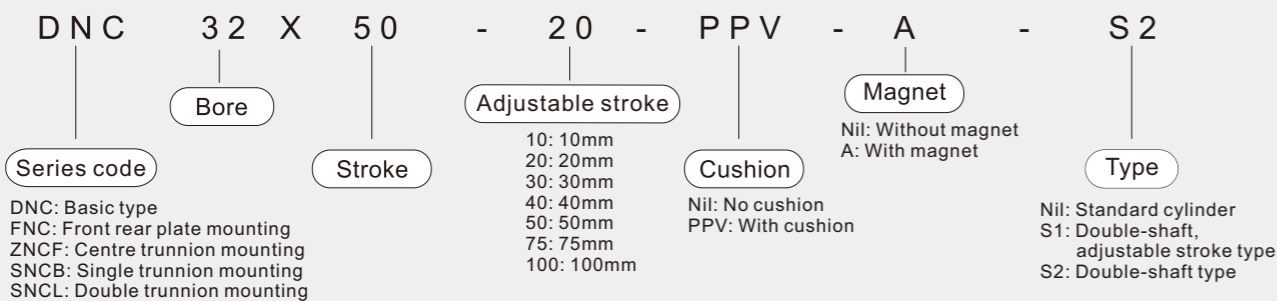 DNC 32 X 50 - 20 - PPV - A - S2
Bore
Adjustable stroke
10: 10mm
20: 20mm
30: 30mm
40: 40mm
50: 50mm
75: 75mm
100: 100mm
Magnet
Nil: Without magnet
A: With magnet
Series code
DNC: Basic type
FNC: Front rear plate mounting
ZNCF: Centre trunnion mounting
SNCB: Single trunnion mounting
SNCL: Double trunnion mounting
Stroke
Cushion
Nil: No cushion
PPV: With cushion
Type
Nil: Standard cylinder
S1: Double-shaft,
adjustable stroke type
S2: Double-shaft type